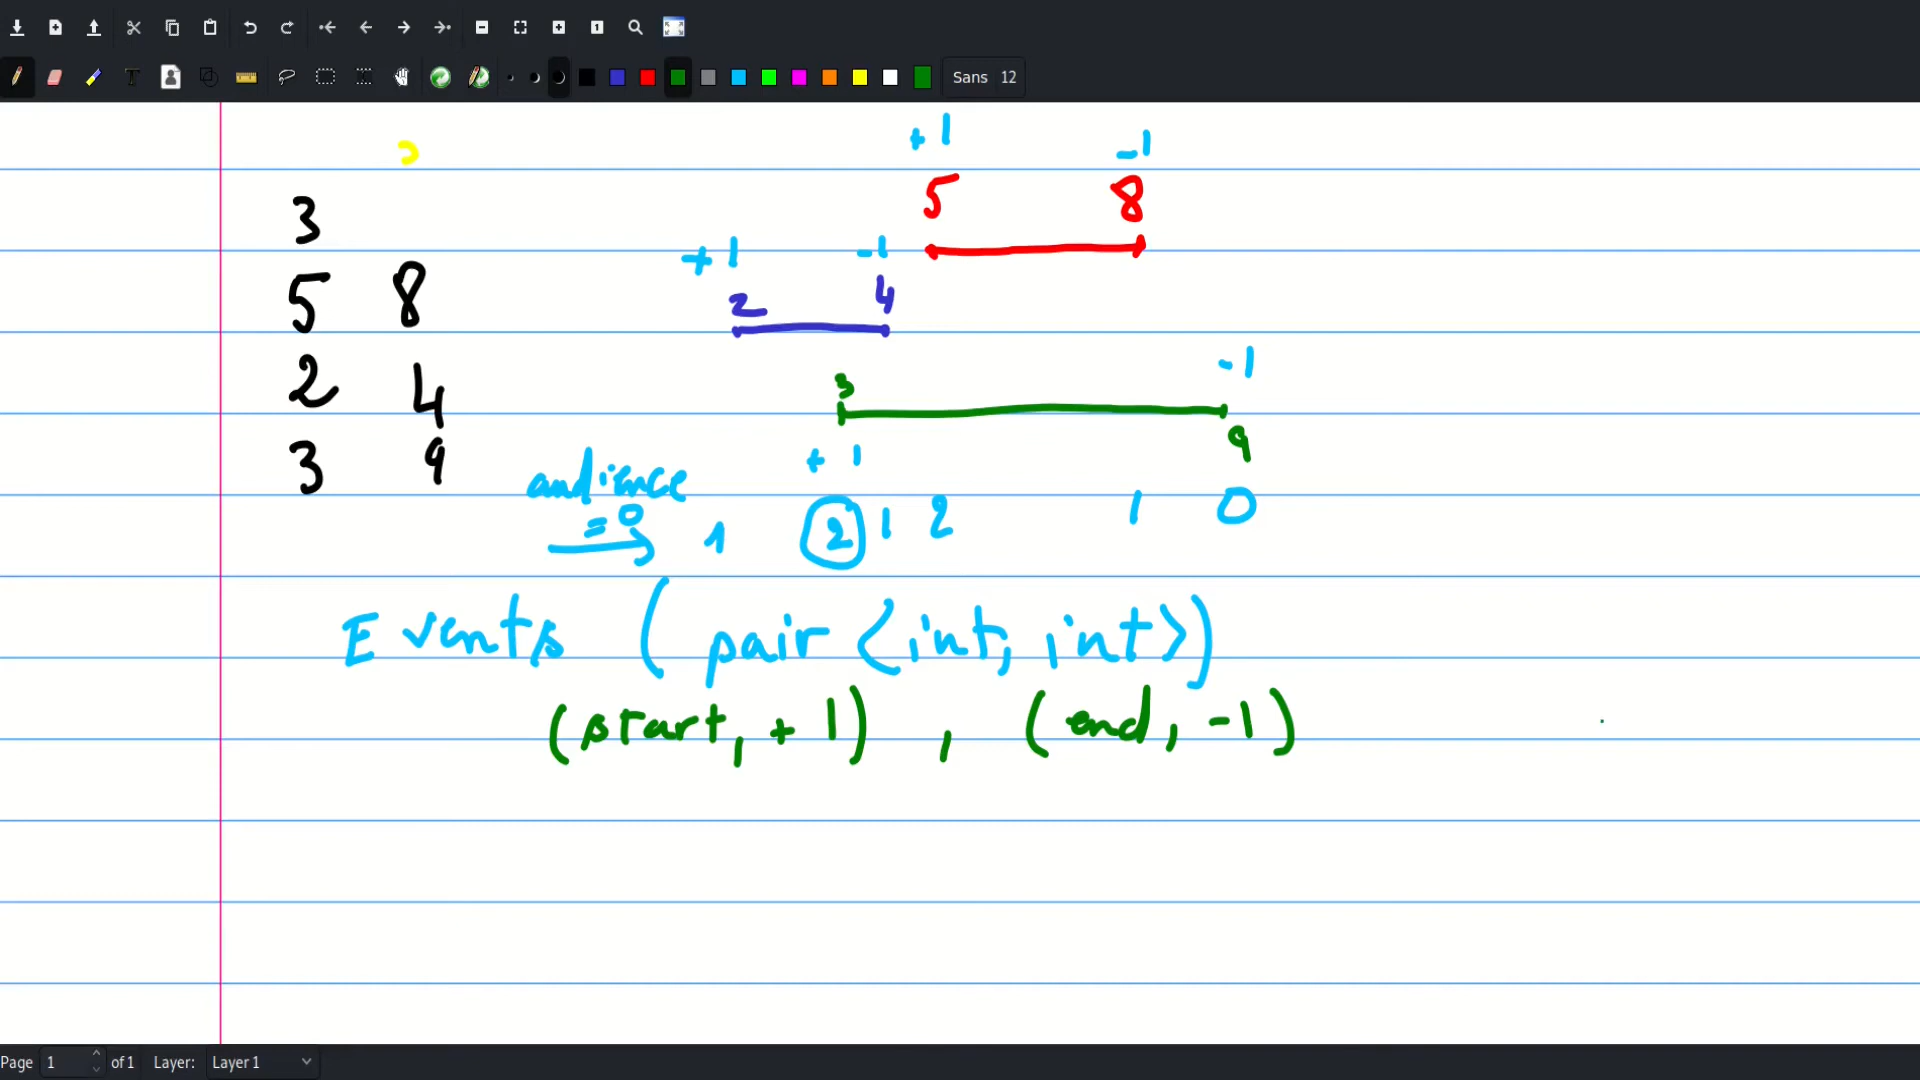 Sans 12
+1 -1
3 5 8
+1 -1
5 8 2 4
2 4 3 -1
3 9 9
+ 1
audience
= 0 1 2 1 2 1 0
Events (pair <int, int>)
(start, +1) , (end, -1)
Page 1 of 1 Layer: Layer 1